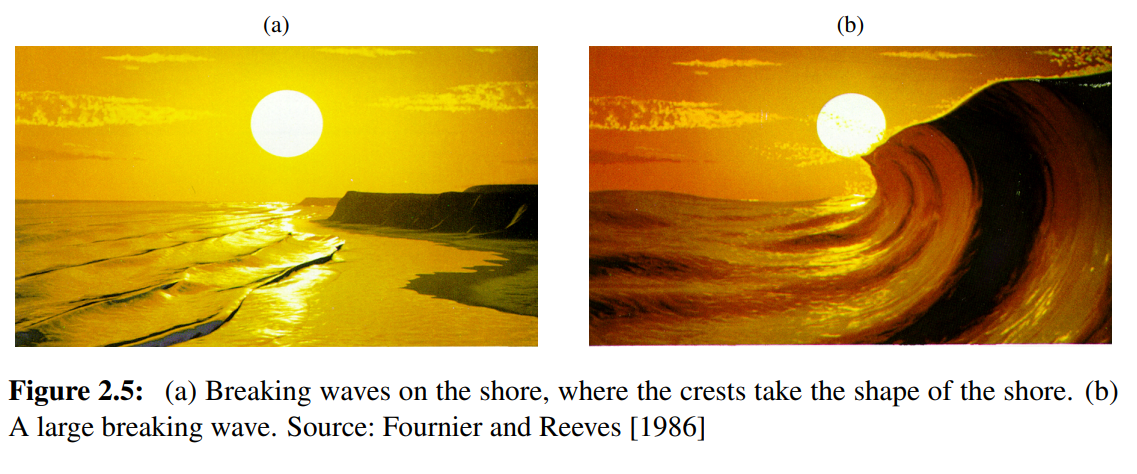 (a)
(b)
Figure 2.5: (a) Breaking waves on the shore, where the crests take the shape of the shore. (b)
A large breaking wave. Source: Fournier and Reeves [1986]